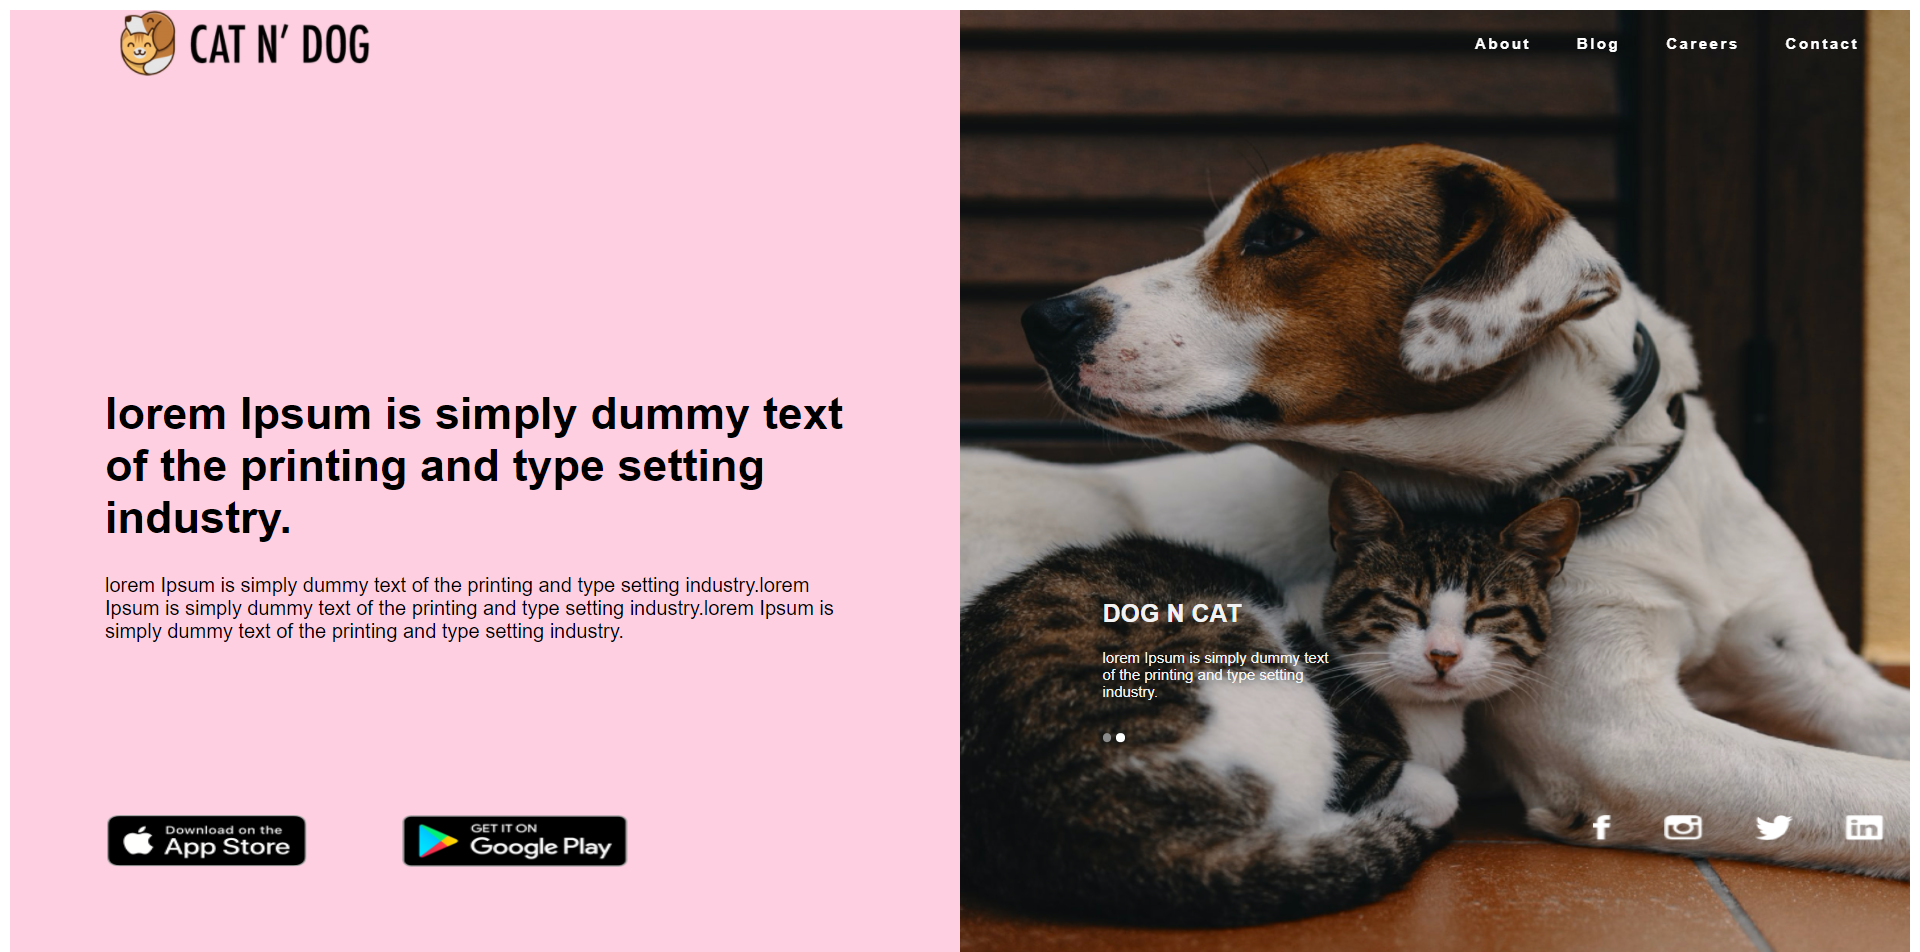 CAT N' DOG
About Blog Careers Contact
lorem Ipsum is simply dummy text
of the printing and type setting
industry.
lorem Ipsum is simply dummy text of the printing and type setting industry.lorem
Ipsum is simply dummy text of the printing and type setting industry.lorem Ipsum is
simply dummy text of the printing and type setting industry.
DOG N CAT
lorem Ipsum is simply dummy text
of the printing and type setting
industry.
Download on the
App Store
GET IT ON
Google Play
f
in